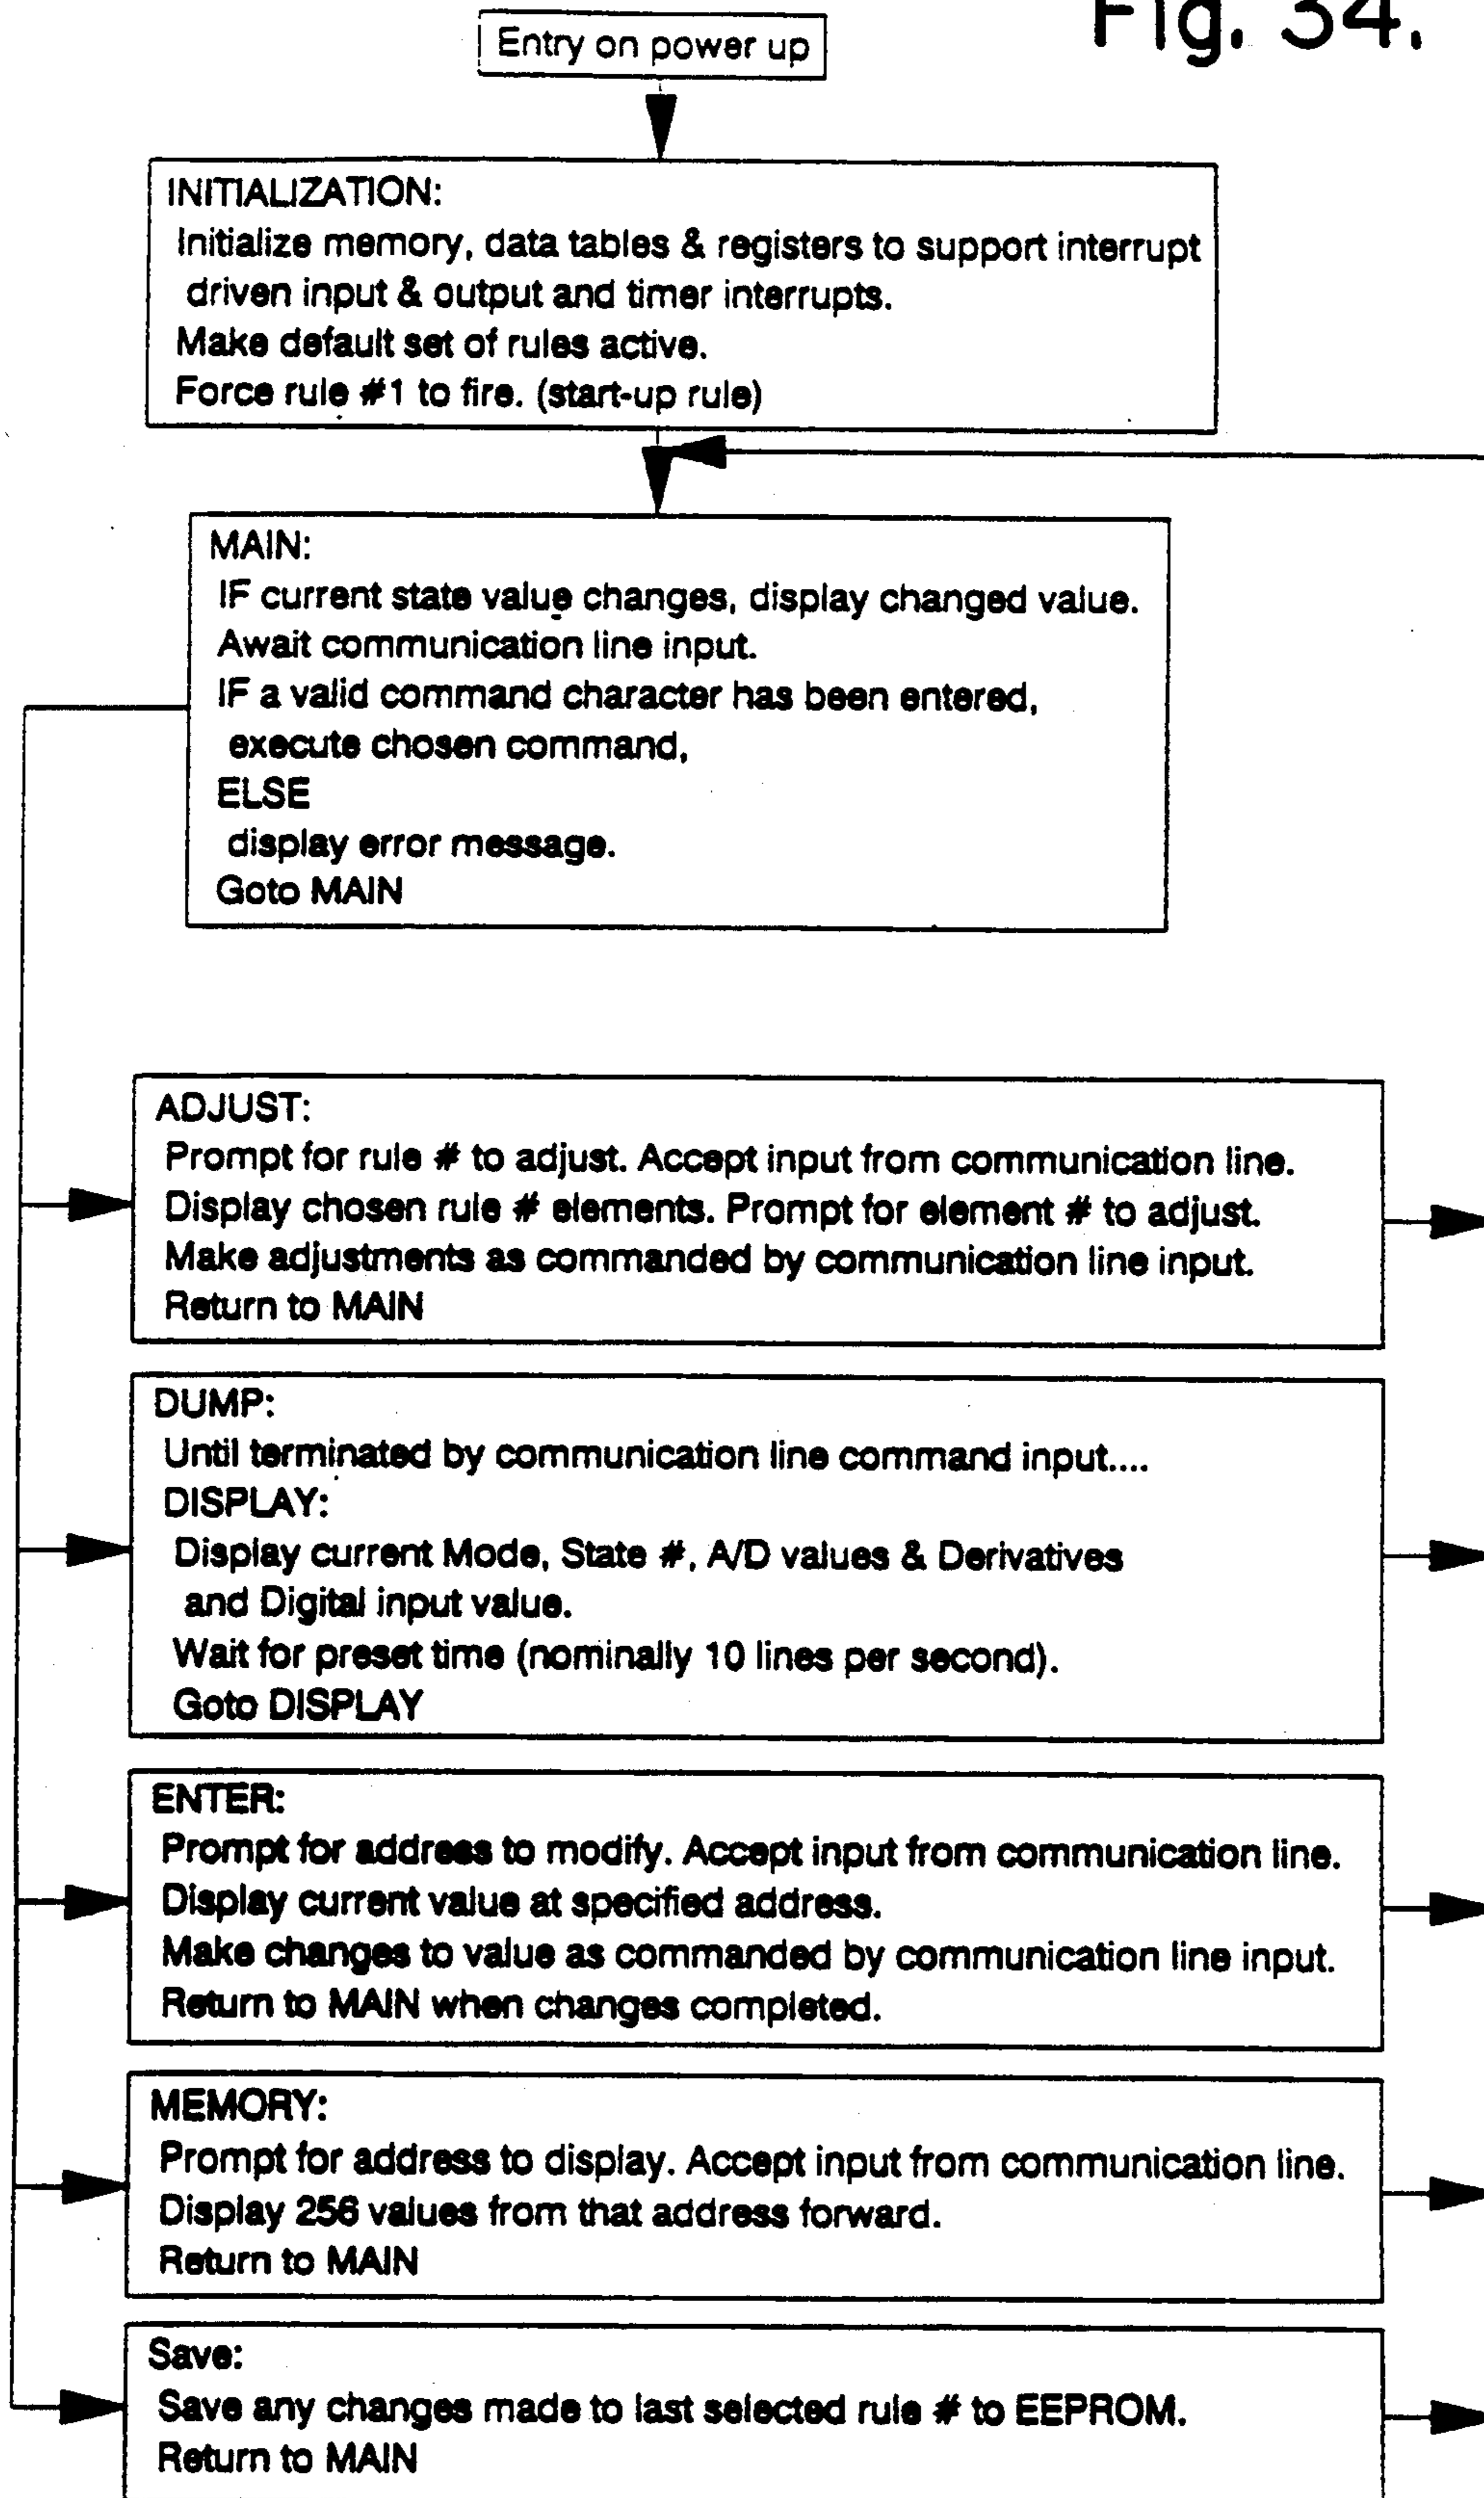 Fig. 34.
Entry on power up
INITIALIZATION:
Initialize memory, data tables & registers to support interrupt
driven input & output and timer interrupts.
Make default set of rules active.
Force rule #1 to fire. (start-up rule)
MAIN:
IF current state value changes, display changed value.
Await communication line input.
IF a valid command character has been entered,
execute chosen command,
ELSE
display error message.
Goto MAIN
ADJUST:
Prompt for rule # to adjust. Accept input from communication line.
Display chosen rule # elements. Prompt for element # to adjust.
Make adjustments as commanded by communication line input.
Return to MAIN
DUMP:
Until terminated by communication line command input....
DISPLAY:
Display current Mode, State #, A/D values & Derivatives
and Digital input value.
Wait for preset time (nominally 10 lines per second).
Goto DISPLAY
ENTER:
Prompt for address to modify. Accept input from communication line.
Display current value at specified address.
Make changes to value as commanded by communication line input.
Return to MAIN when changes completed.
MEMORY:
Prompt for address to display. Accept input from communication line.
Display 256 values from that address forward.
Return to MAIN
Save:
Save any changes made to last selected rule # to EEPROM.
Return to MAIN